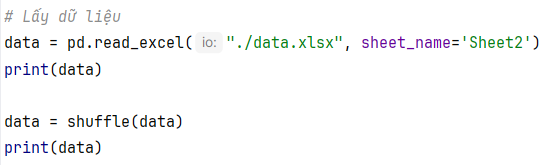 # Lấy dữ liệu
data = pd.read_excel( io: "./data.xlsx", sheet_name='Sheet2')
print(data)
data = shuffle(data)
print(data)